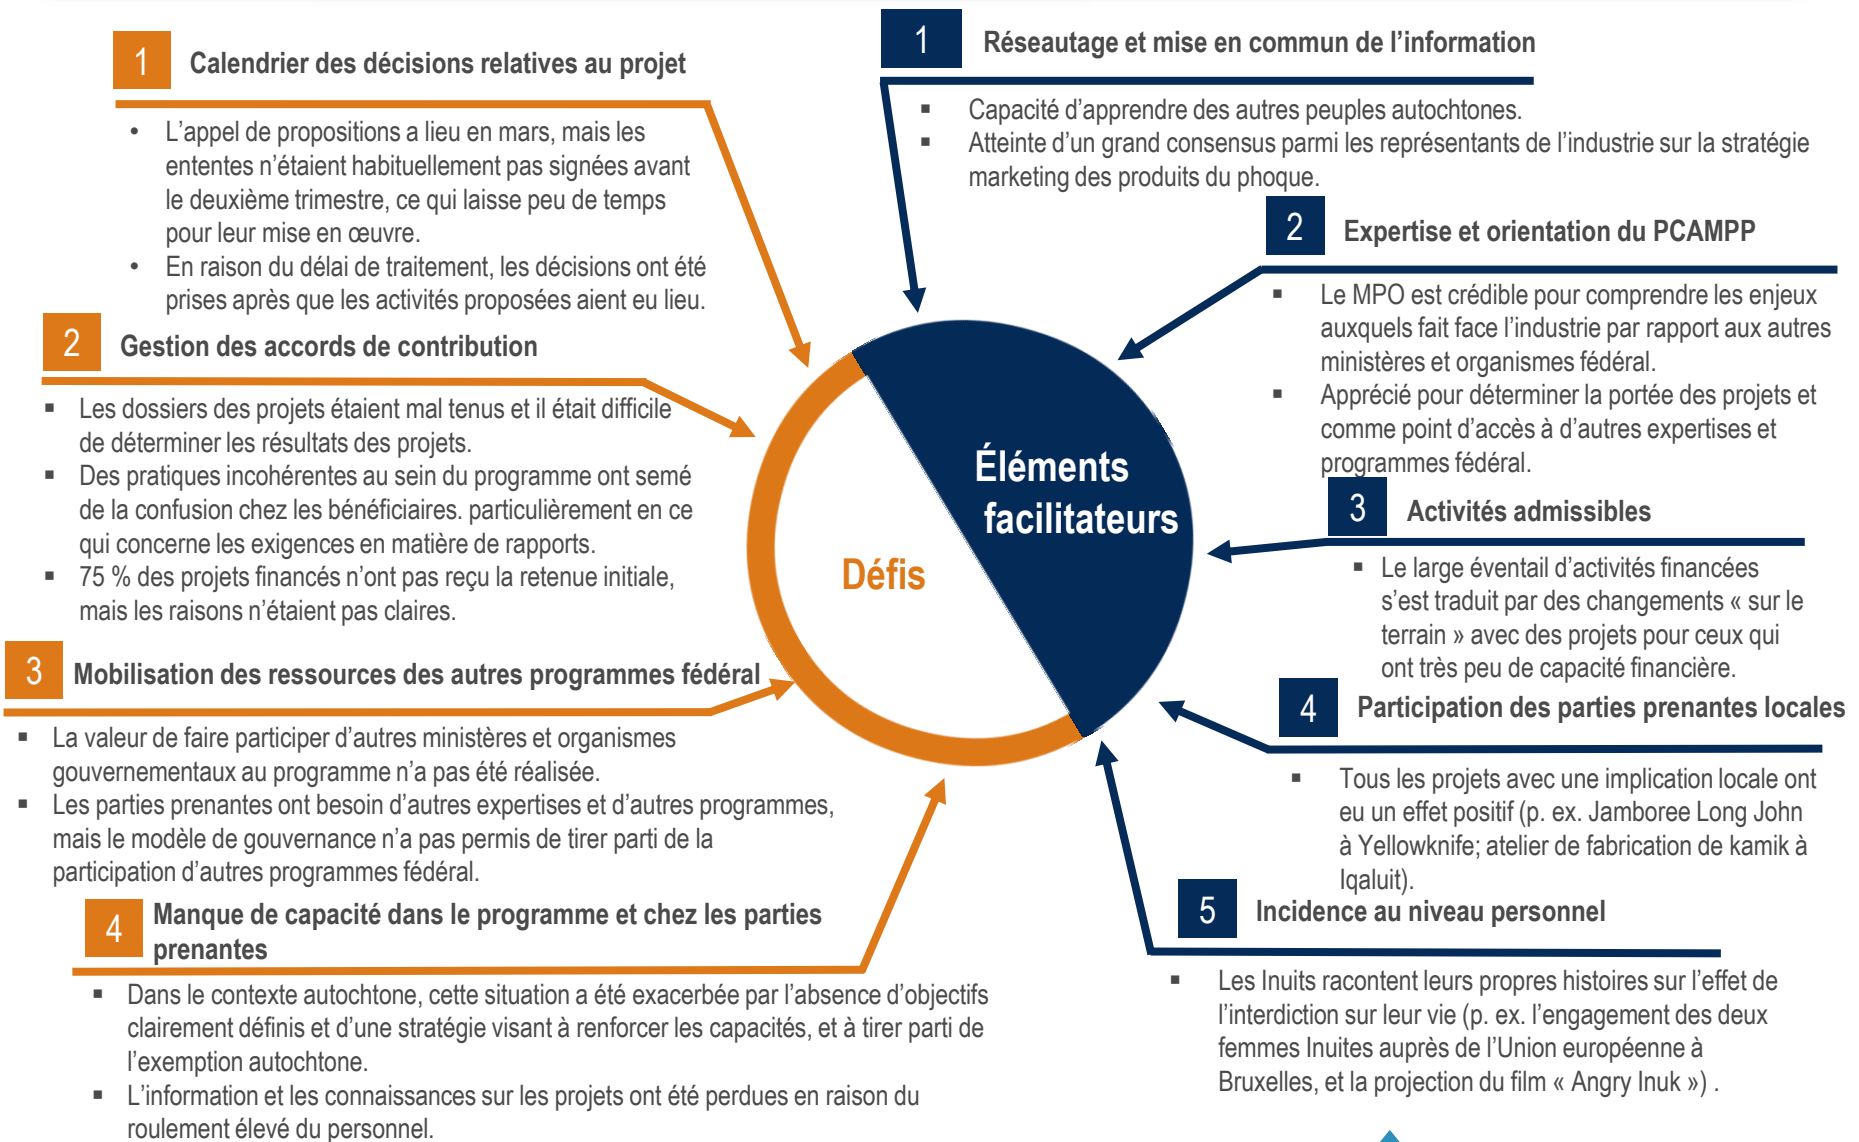 1
Calendrier des décisions relatives au projet
• L’appel de propositions a lieu en mars, mais les
ententes n’étaient habituellement pas signées avant
le deuxième trimestre, ce qui laisse peu de temps
pour leur mise en œuvre.
• En raison du délai de traitement, les décisions ont été
prises après que les activités proposées aient eu lieu.
2
Gestion des accords de contribution
▪ Les dossiers des projets étaient mal tenus et il était difficile
de déterminer les résultats des projets.
▪ Des pratiques incohérentes au sein du programme ont semé
de la confusion chez les bénéficiaires. particulièrement en ce
qui concerne les exigences en matière de rapports.
▪ 75 % des projets financés n’ont pas reçu la retenue initiale,
mais les raisons n’étaient pas claires.
3
Mobilisation des ressources des autres programmes fédéral
▪ La valeur de faire participer d’autres ministères et organismes
gouvernementaux au programme n’a pas été réalisée.
▪ Les parties prenantes ont besoin d’autres expertises et d’autres programmes,
mais le modèle de gouvernance n’a pas permis de tirer parti de la
participation d’autres programmes fédéral.
4
Manque de capacité dans le programme et chez les parties
prenantes
▪ Dans le contexte autochtone, cette situation a été exacerbée par l’absence d’objectifs
clairement définis et d’une stratégie visant à renforcer les capacités, et à tirer parti de
l’exemption autochtone.
▪ L’information et les connaissances sur les projets ont été perdues en raison du
roulement élevé du personnel.
Défis
Éléments
facilitateurs
1
Réseautage et mise en commun de l’information
▪ Capacité d’apprendre des autres peuples autochtones.
▪ Atteinte d’un grand consensus parmi les représentants de l’industrie sur la stratégie
marketing des produits du phoque.
2
Expertise et orientation du PCAMPP
▪ Le MPO est crédible pour comprendre les enjeux
auxquels fait face l’industrie par rapport aux autres
ministères et organismes fédéral.
▪ Apprécié pour déterminer la portée des projets et
comme point d’accès à d’autres expertises et
programmes fédéral.
3
Activités admissibles
▪ Le large éventail d’activités financées
s’est traduit par des changements « sur le
terrain » avec des projets pour ceux qui
ont très peu de capacité financière.
4
Participation des parties prenantes locales
▪ Tous les projets avec une implication locale ont
eu un effet positif (p. ex. Jamboree Long John
à Yellowknife; atelier de fabrication de kamik à
Iqaluit).
5
Incidence au niveau personnel
▪ Les Inuits racontent leurs propres histoires sur l’effet de
l’interdiction sur leur vie (p. ex. l’engagement des deux
femmes Inuites auprès de l’Union européenne à
Bruxelles, et la projection du film « Angry Inuk ») .